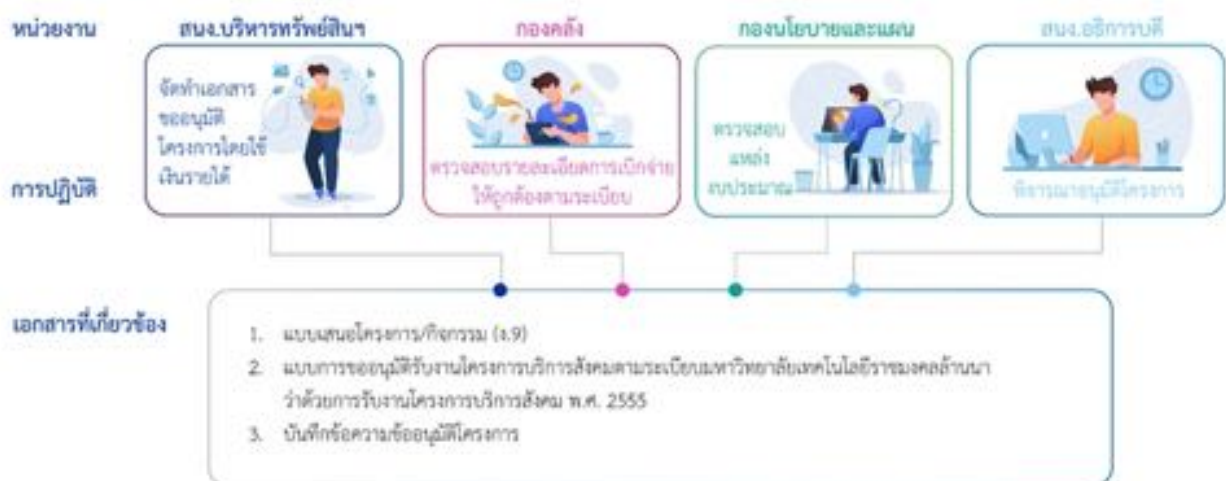 หน่วยงาน
สนง.บริหารทรัพย์สินฯ
กองคลัง
กองนโยบายและแผน
สนง.อธิการบดี
การปฏิบัติ
จัดทำเอกสาร
ขออนุมัติ
โครงการโดยใช้
เงินรายได้
ตรวจสอบรายละเอียดการเบิกจ่าย
ให้ถูกต้องตามระเบียบ
ตรวจสอบ
แหล่ง
งบประมาณ
พิจารณาอนุมัติโครงการ
เอกสารที่เกี่ยวข้อง
1. แบบเสนอโครงการ/กิจกรรม (ง.9)
2. แบบการขออนุมัติรับงานโครงการบริการสังคมตามระเบียบมหาวิทยาลัยเทคโนโลยีราชมงคลล้านนา
ว่าด้วยการรับงานโครงการบริการสังคม พ.ศ. 2555
3. บันทึกข้อความข้ออนุมัติโครงการ